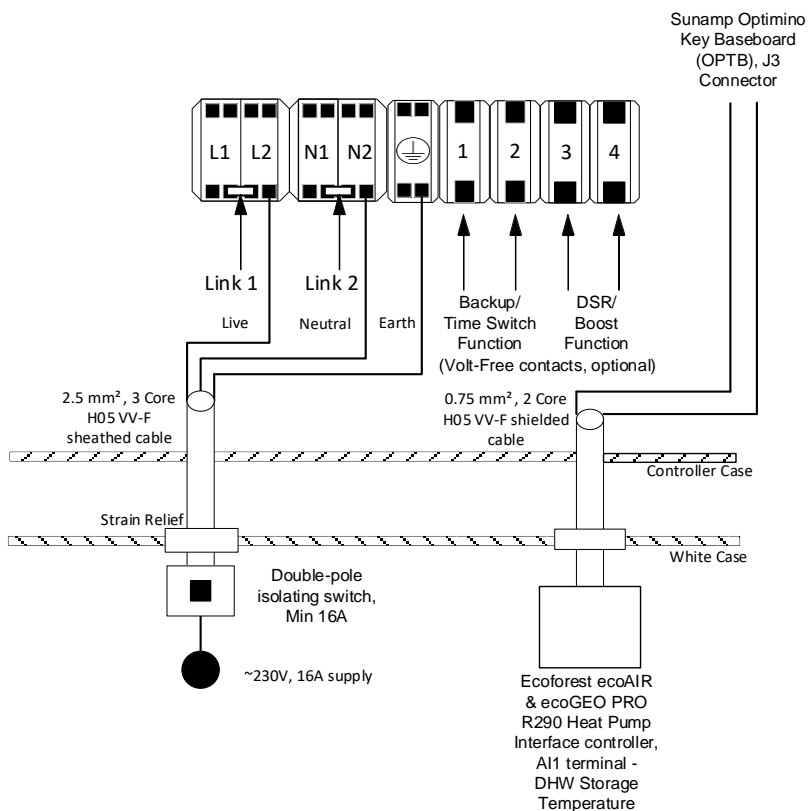 Sunamp Optimino
Key Baseboard
(OPTB), J3
Connector
L1 L2 N1 N2 1 2 3 4
Link 1
Link 2
Live
Neutral
Earth
Backup/
Time Switch
Function
DSR/
Boost
Function
(Volt-Free contacts, optional)
2.5 mm², 3 Core
H05 VV-F
sheathed cable
0.75 mm², 2 Core
H05 VV-F shielded
cable
Controller Case
Strain Relief
White Case
Double-pole
isolating switch,
Min 16A
~230V, 16A supply
Ecoforest ecoAIR
& ecoGEO PRO
R290 Heat Pump
Interface controller,
AI1 terminal -
DHW Storage
Temperature